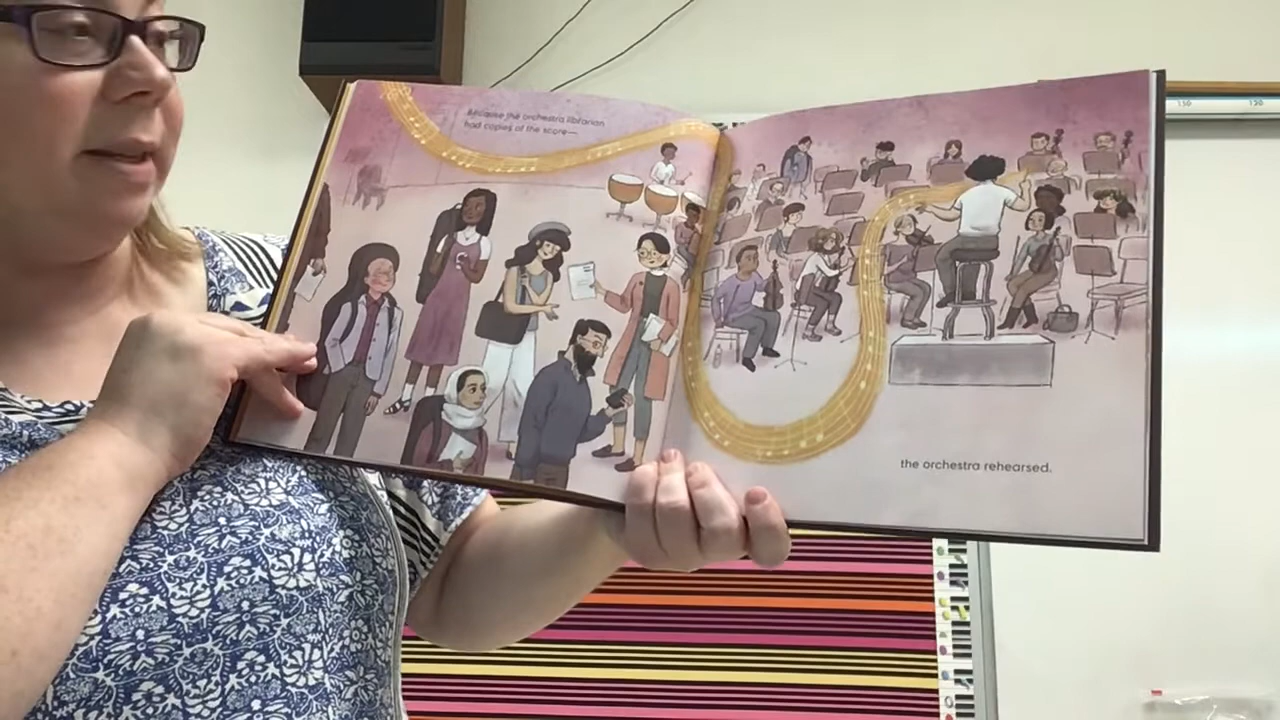 Because the orchestra librarian
had copies of the score—
the orchestra rehearsed.
150 120